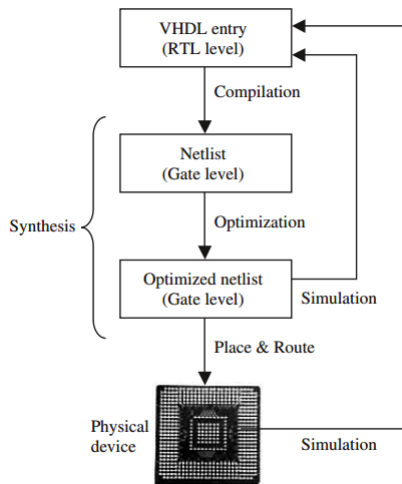 VHDL entry
(RTL level)
Compilation
Netlist
(Gate level)
Synthesis
Optimization
Optimized netlist
(Gate level)
Simulation
Place & Route
Physical
device
Simulation